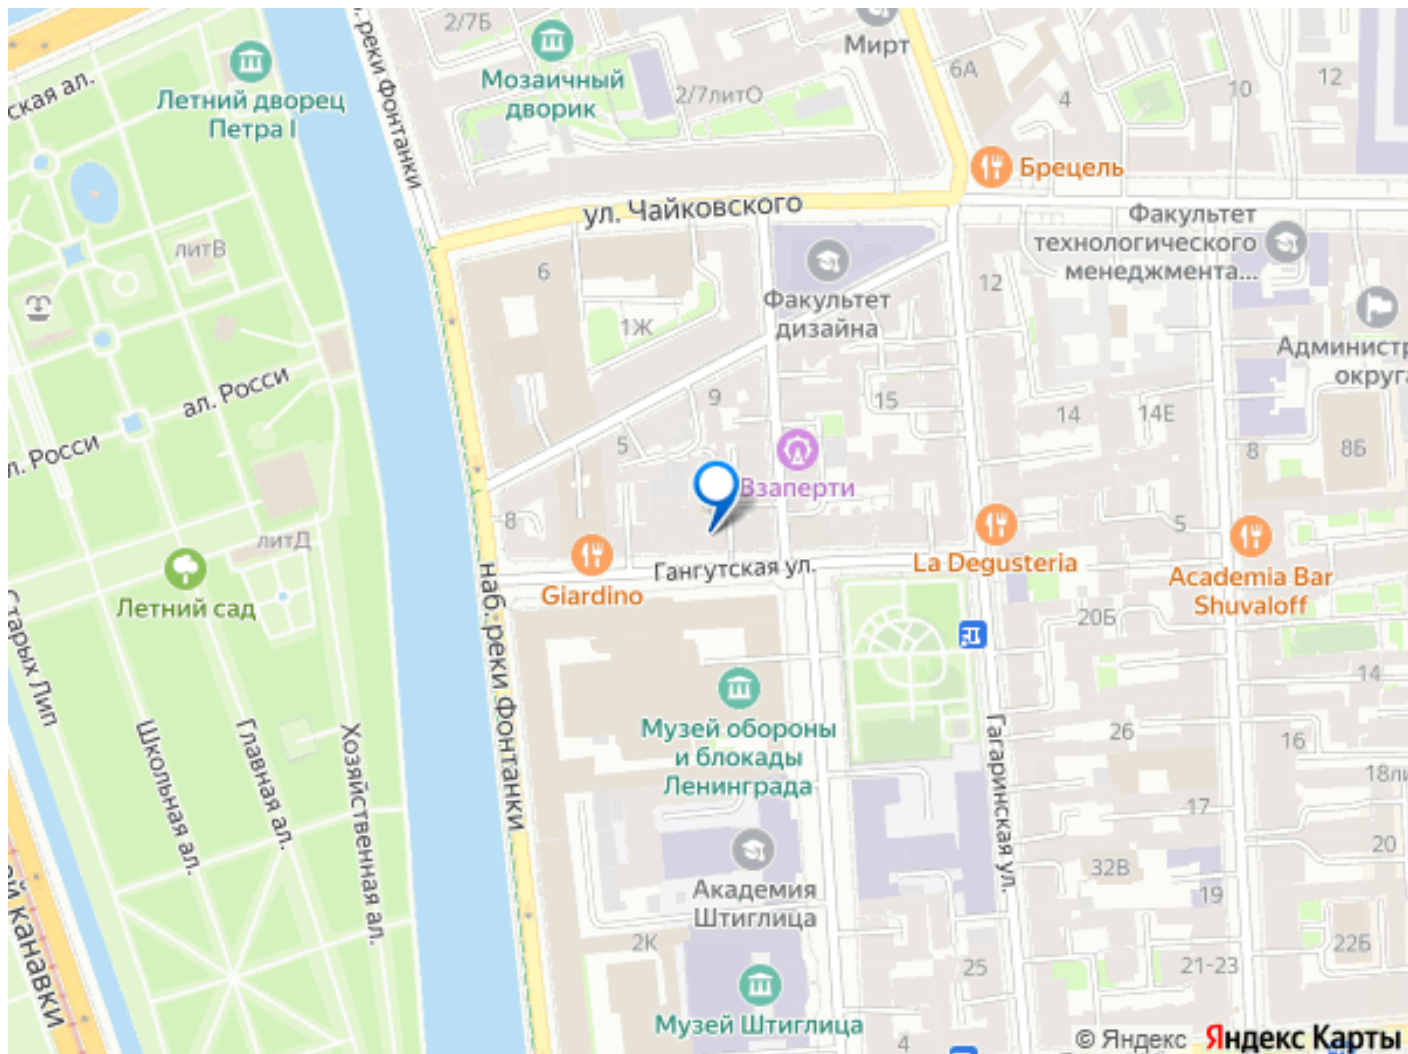 2/7Б
Мозаичный
дворик
Мирт
6А
4
10
12
ская ал.
Летний дворец
Петра I
реки Фонтанки
2/7литО
Брецель
ул. Чайковского
Факультет
технологического
менеджмента...
литВ
6
1Ж
Факультет
дизайна
12
Админист
округа
ал. Росси
9
15
14
14Е
л. Росси
5
Взаперти
8
8Б
8
5
литД
Giardino
Гангутская ул.
La Degusteria
Academia Bar
Shuvaloff
Летний сад
наб. реки Фонтанки
20Б
14
Старых Лип
Школьная ал.
Главная ал.
Хозяйственная ал.
Музей обороны
и блокады
Ленинграда
Гагаринская ул.
26
16
18ли
17
20
Академия
Штиглица
32В
19
2К
22Б
25
21-23
ей канавки
Музей Штиглица
4
© Яндекс Яндекс Карты